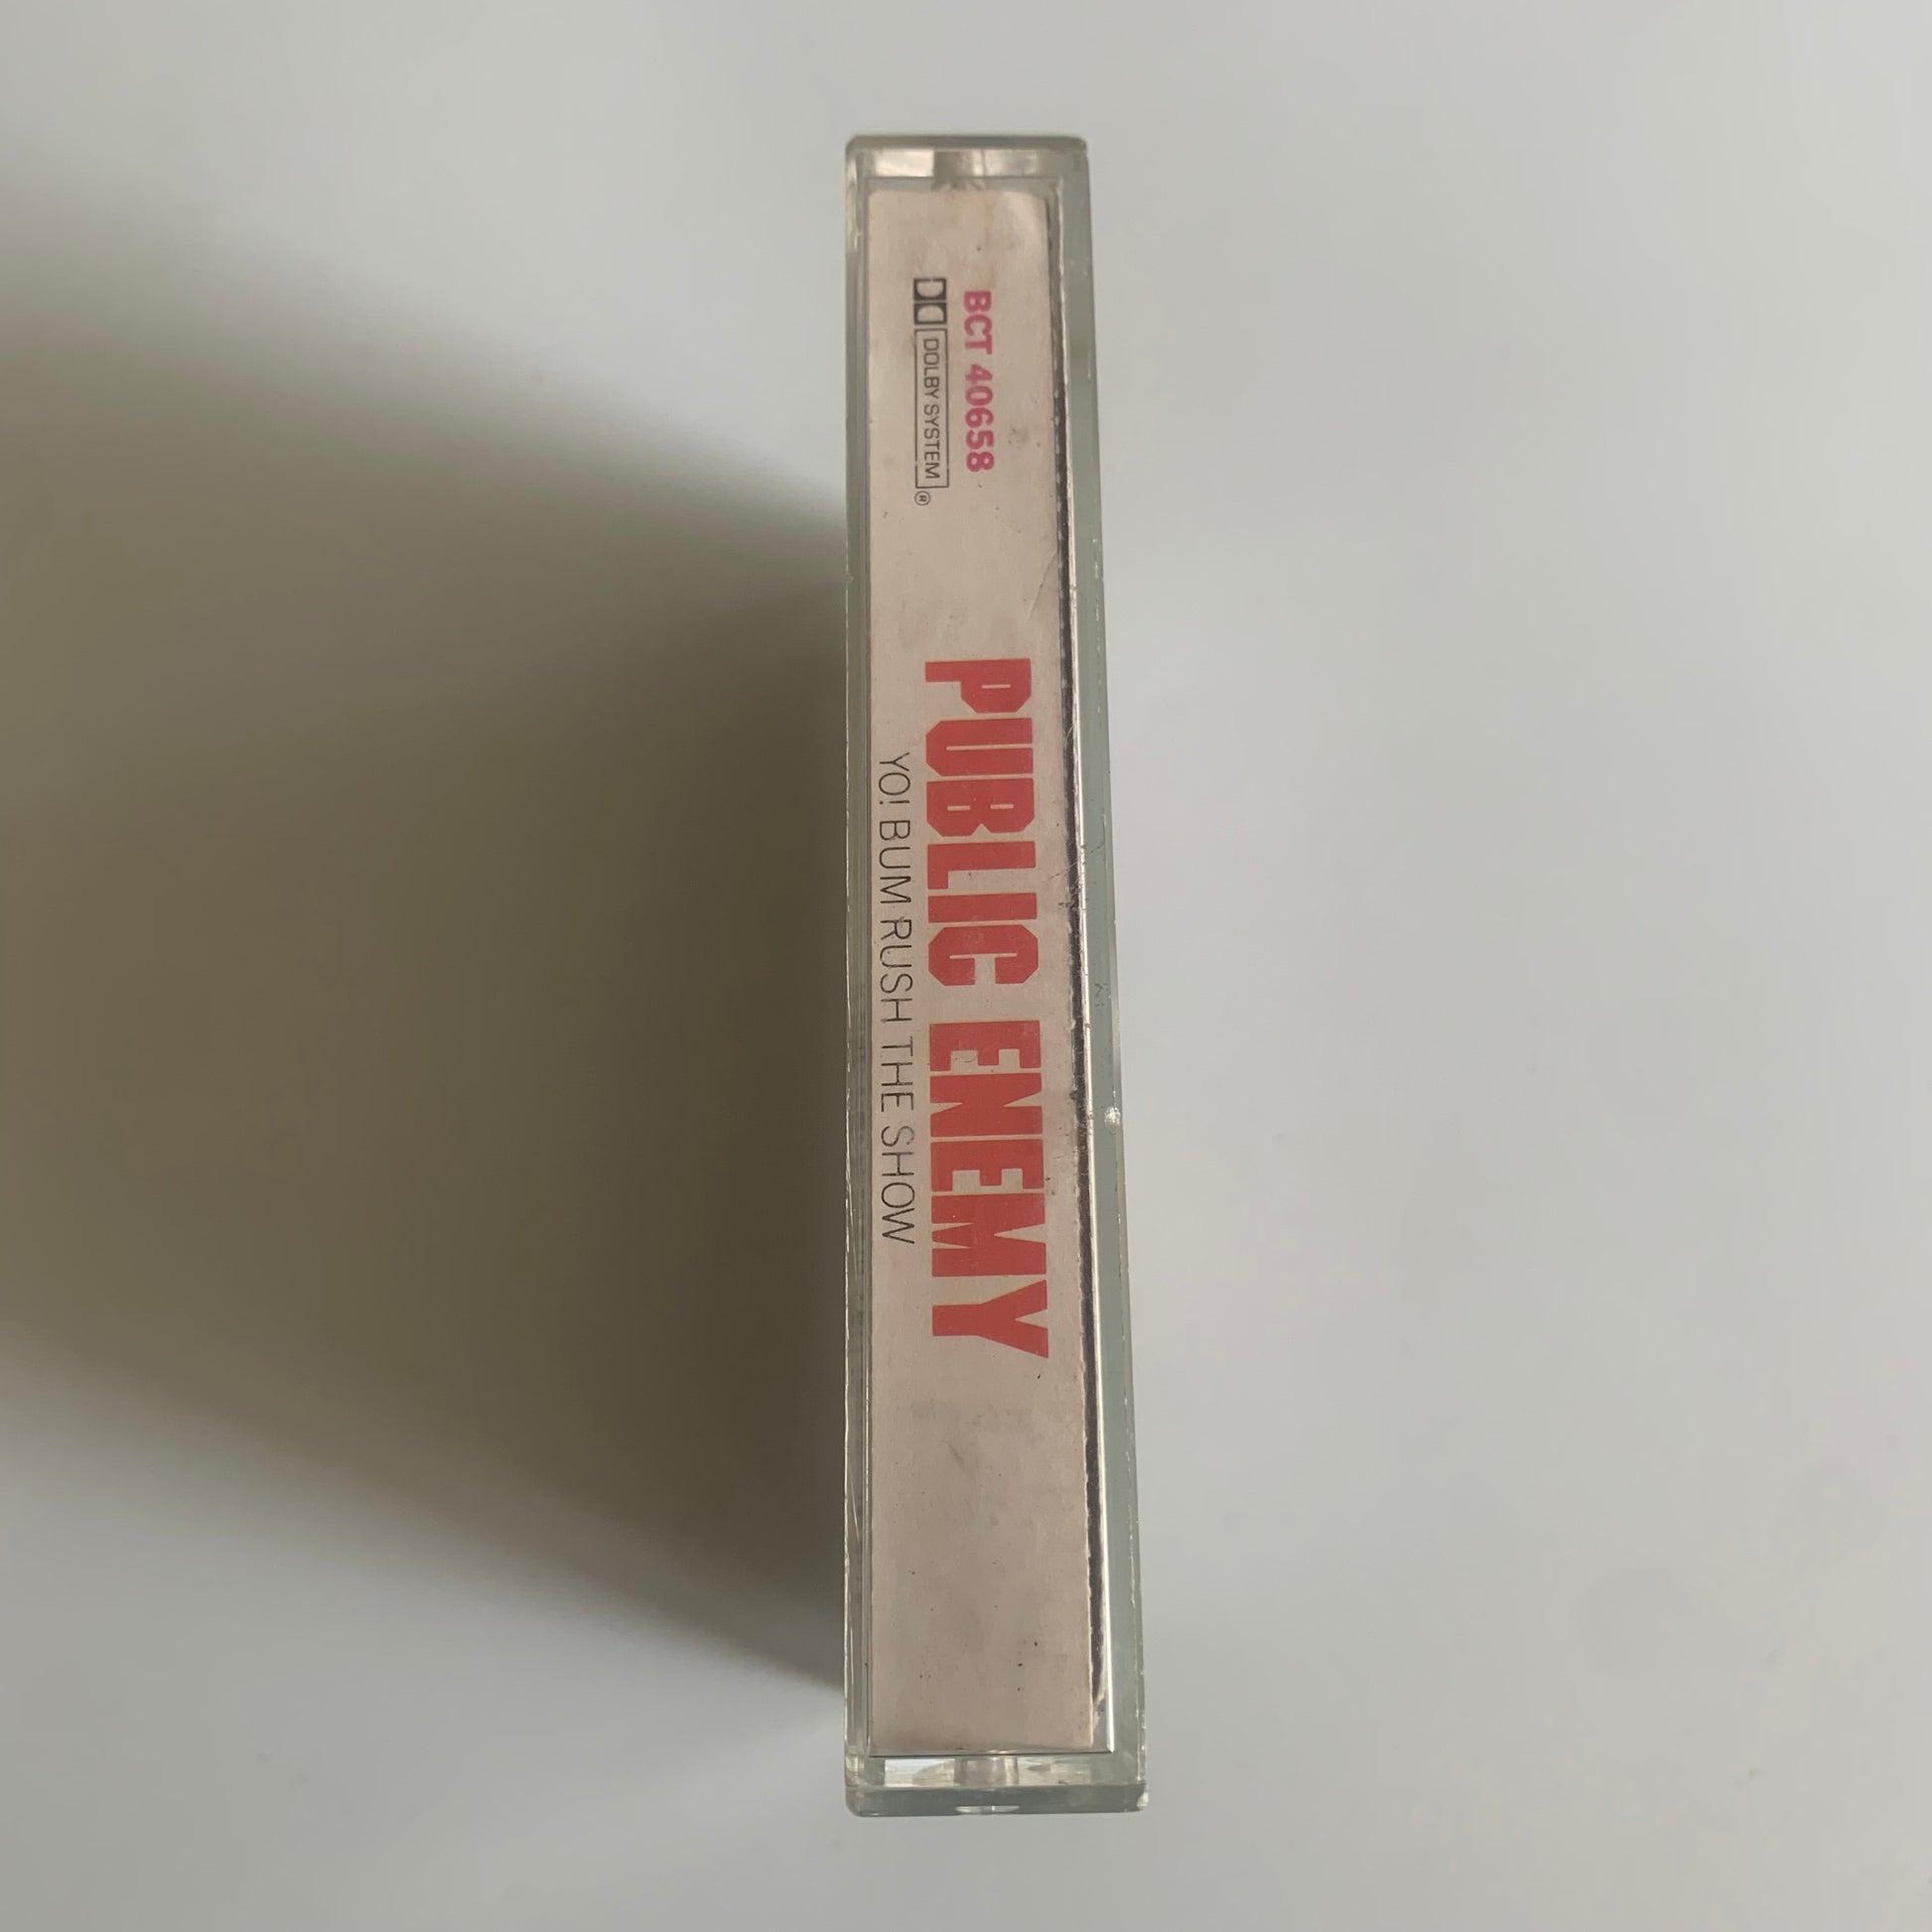 BCT 40658
DOLBY SYSTEM®
PUBLIC ENEMY
YO! BUM RUSH THE SHOW